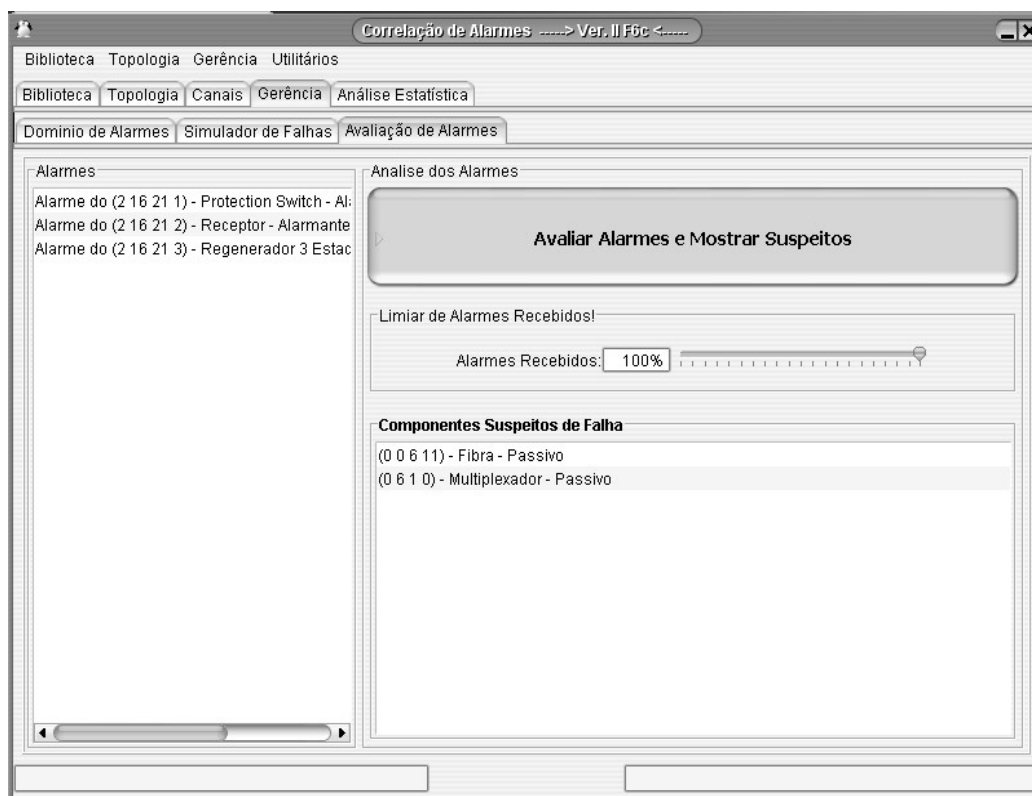 Correlação de Alarmes -----> Ver. II F6c <-----
Biblioteca Topologia Gerência Utilitários
Biblioteca Topologia Canais Gerência Análise Estatística
Dominio de Alarmes Simulador de Falhas Avaliação de Alarmes
Alarmes
Alarme do (2 16 21 1) - Protection Switch -
Alarme do (2 16 21 2) - Receptor - Alarmante
Alarme do (2 16 21 3) - Regenerador 3 Estac
Analise dos Alarmes
Avaliar Alarmes e Mostrar Suspeitos
Limiar de Alarmes Recebidos!
Alarmes Recebidos: 100%
Componentes Suspeitos de Falha
(0 0 6 11) - Fibra - Passivo
(0 6 1 0) - Multiplexador - Passivo